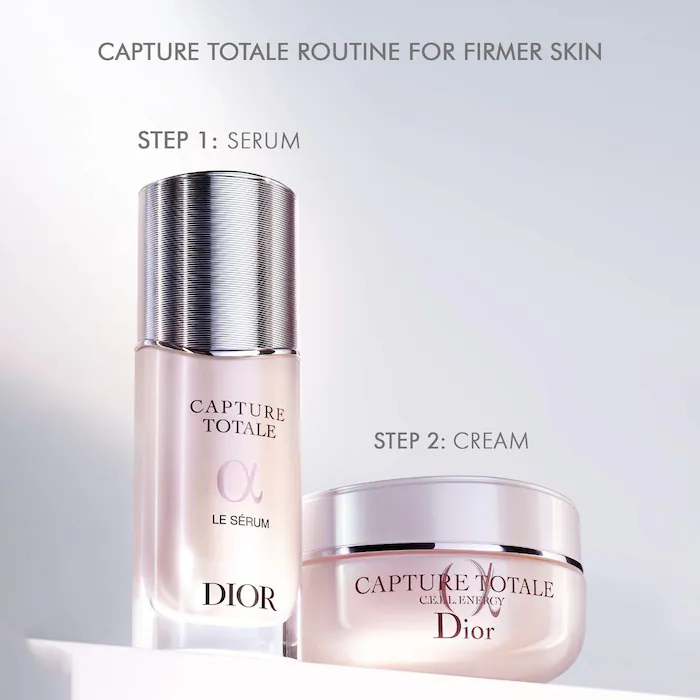 CAPTURE TOTALE ROUTINE FOR FIRMER SKIN
STEP 1: SERUM
CAPTURE
TOTALE
α
LE SÉRUM
DIOR
STEP 2: CREAM
CAPTURE TOTALE
C.E.L.L. ENERGY
Dior